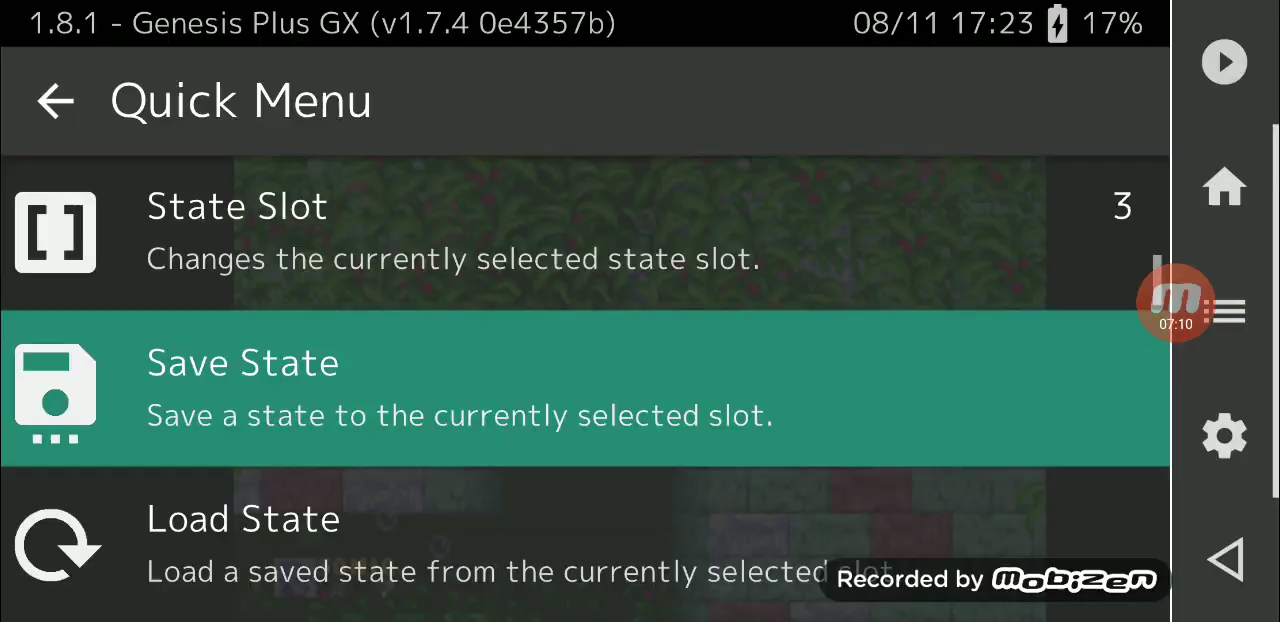 1.8.1 - Genesis Plus GX (v1.7.4 0e4357b)
08/11 17:23 17%
Quick Menu
State Slot
3
Changes the currently selected state slot.
m
07:10
Save State
Save a state to the currently selected slot.
Load State
Load a saved state from the currently selected slot.
Recorded by mobizen